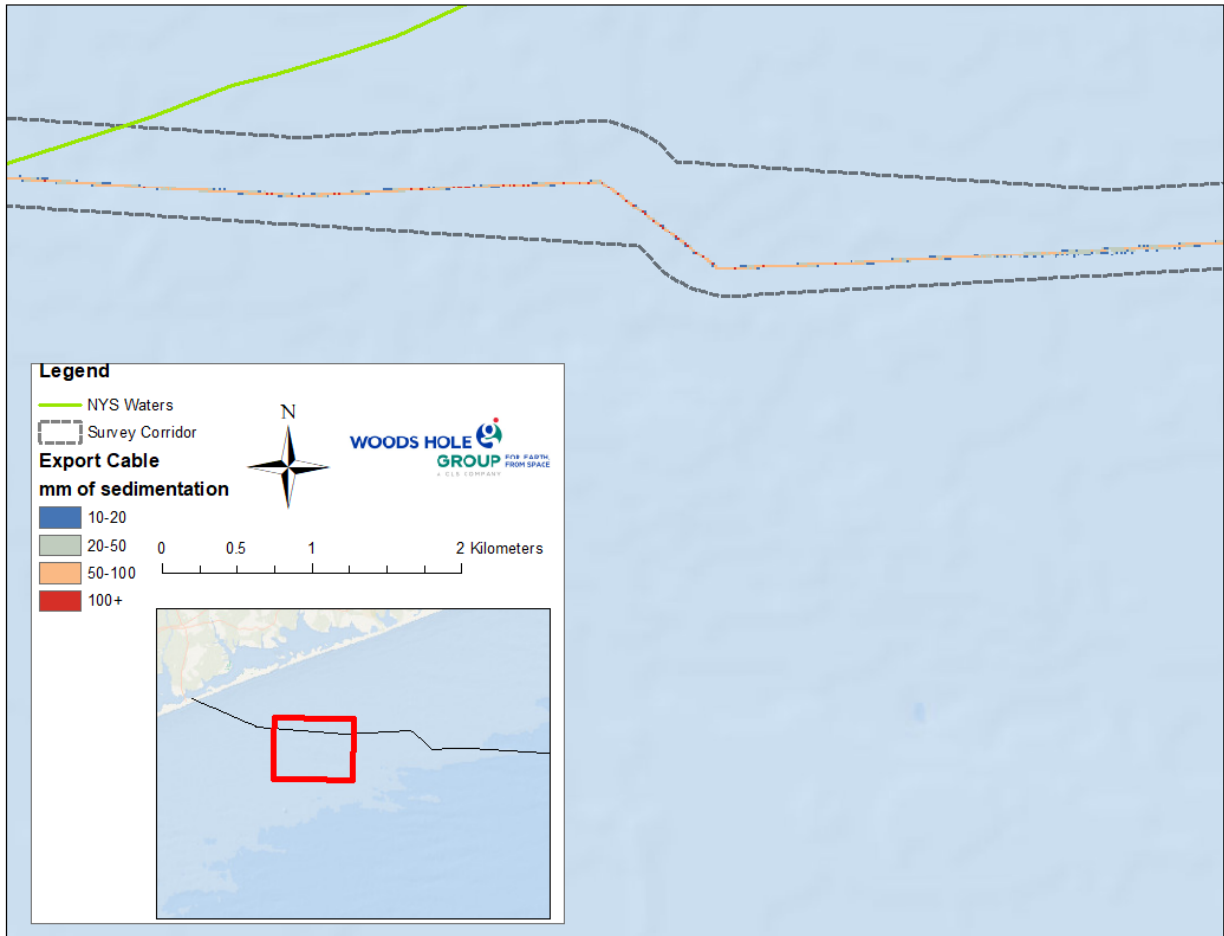 Legend
NYS Waters
Survey Corridor
Export Cable
mm of sedimentation
10-20
20-50
50-100
100+
N
WOODS HOLE
GROUP
FOR EARTH,
FROM SPACE
A CLS COMPANY
0 0.5 1 2 Kilometers